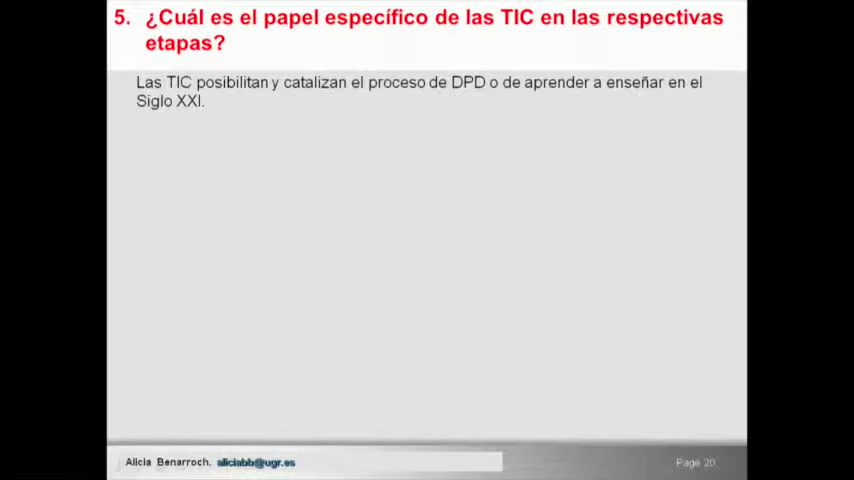 5. ¿Cuál es el papel específico de las TIC en las respectivas
etapas?
Las TIC posibilitan y catalizan el proceso de DPD o de aprender a enseñar en el
Siglo XXI.
Alicia Benarroch. aliciabb@ugr.es
Page 20